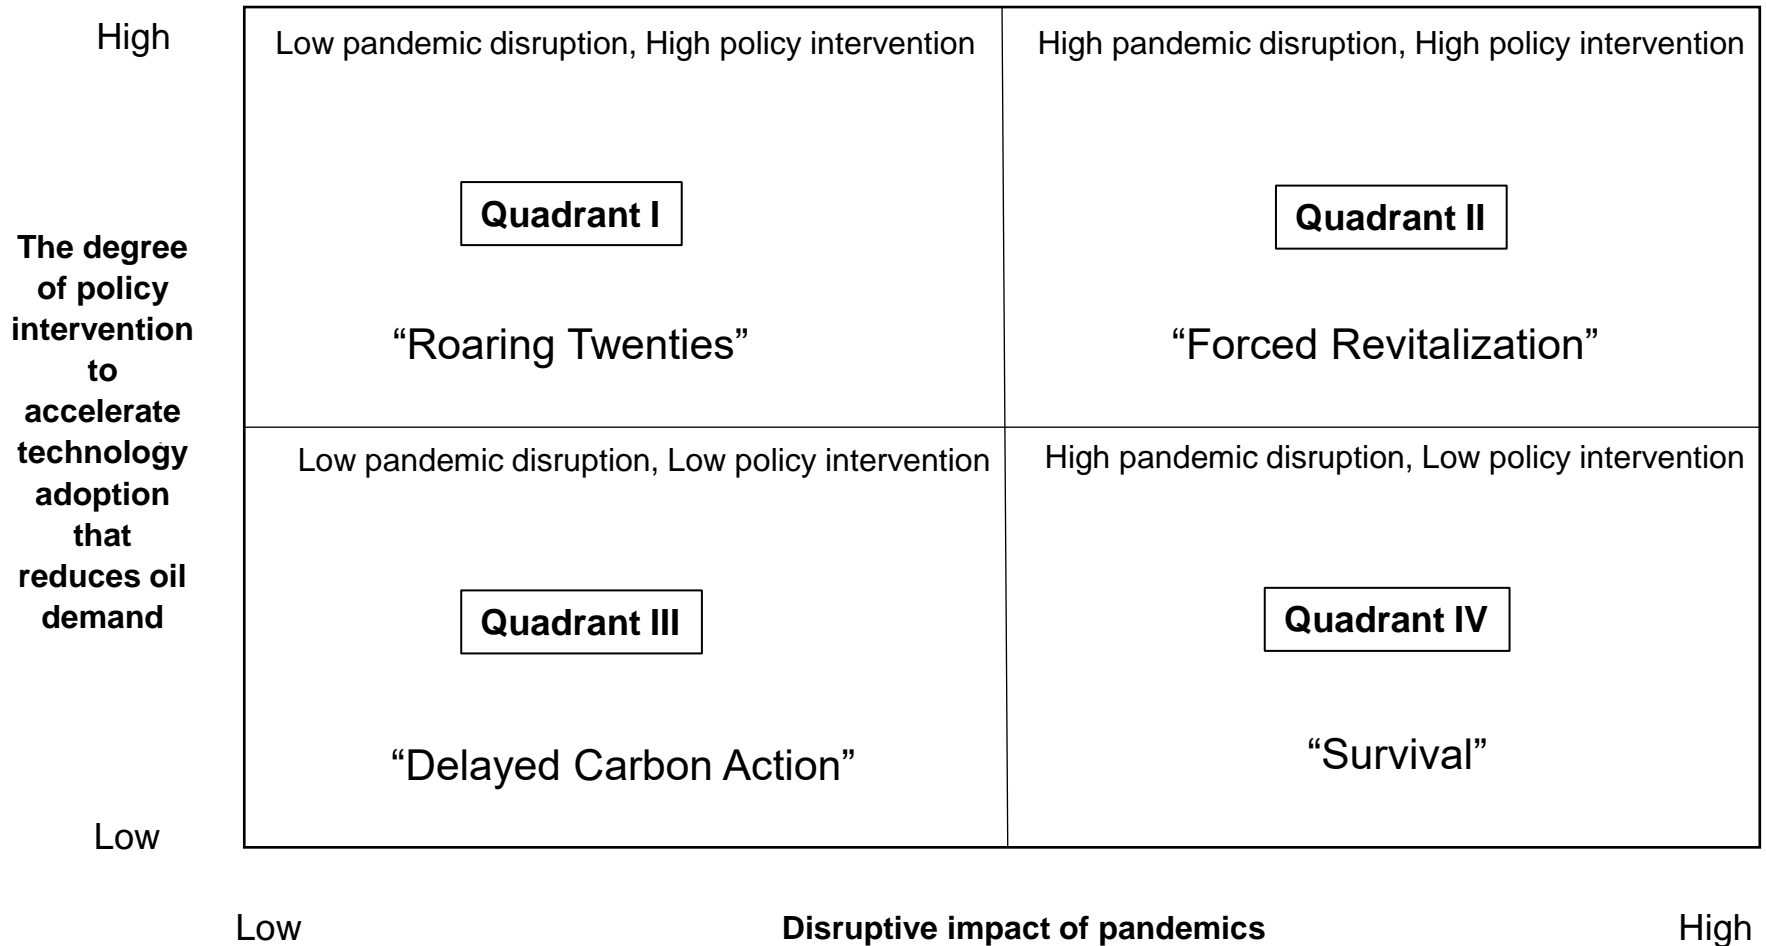 High
Low pandemic disruption, High policy intervention
High pandemic disruption, High policy intervention
Quadrant I
Quadrant II
“Roaring Twenties”
“Forced Revitalization”
The degree
of policy
intervention
to
accelerate
technology
adoption
that
reduces oil
demand
Low pandemic disruption, Low policy intervention
High pandemic disruption, Low policy intervention
Quadrant III
Quadrant IV
“Delayed Carbon Action”
“Survival”
Low
Low
Disruptive impact of pandemics
High